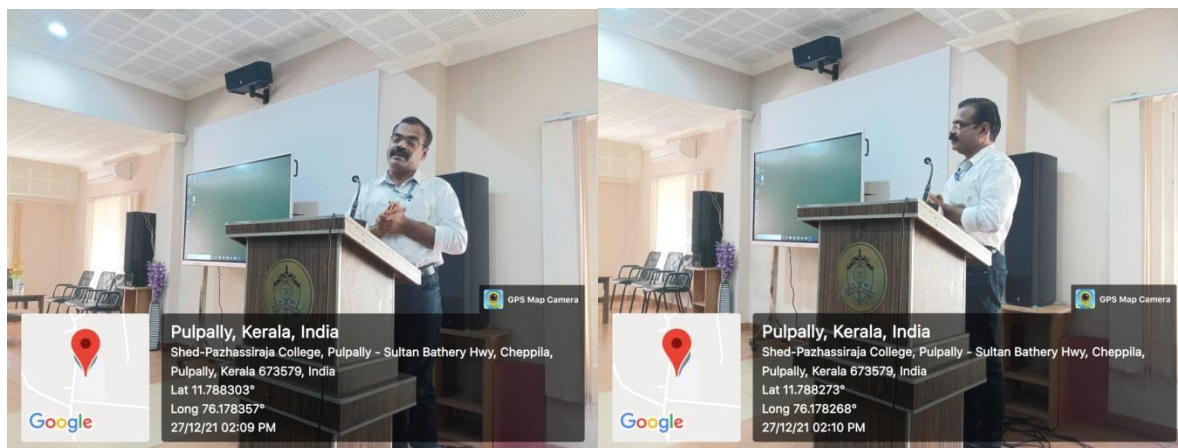 GPS Map Camera
Pulpally, Kerala, India
Shed-Pazhassiraja College, Pulpally - Sultan Bathery Hwy, Cheppila,
Pulpally, Kerala 673579, India
Lat 11.788303°
Long 76.178357°
27/12/21 02:09 PM
Google
GPS Map Camera
Pulpally, Kerala, India
Shed-Pazhassiraja College, Pulpally - Sultan Bathery Hwy, Cheppila,
Pulpally, Kerala 673579, India
Lat 11.788273°
Long 76.178268°
27/12/21 02:10 PM
Google